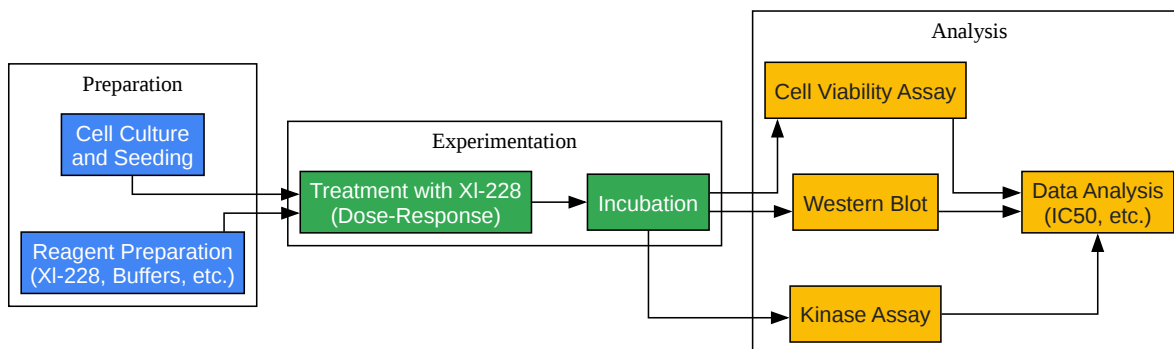 Preparation
Cell Culture
and Seeding
Reagent Preparation
(Xl-228, Buffers, etc.)
Experimentation
Treatment with Xl-228
(Dose-Response)
Incubation
Analysis
Cell Viability Assay
Western Blot
Kinase Assay
Data Analysis
(IC50, etc.)